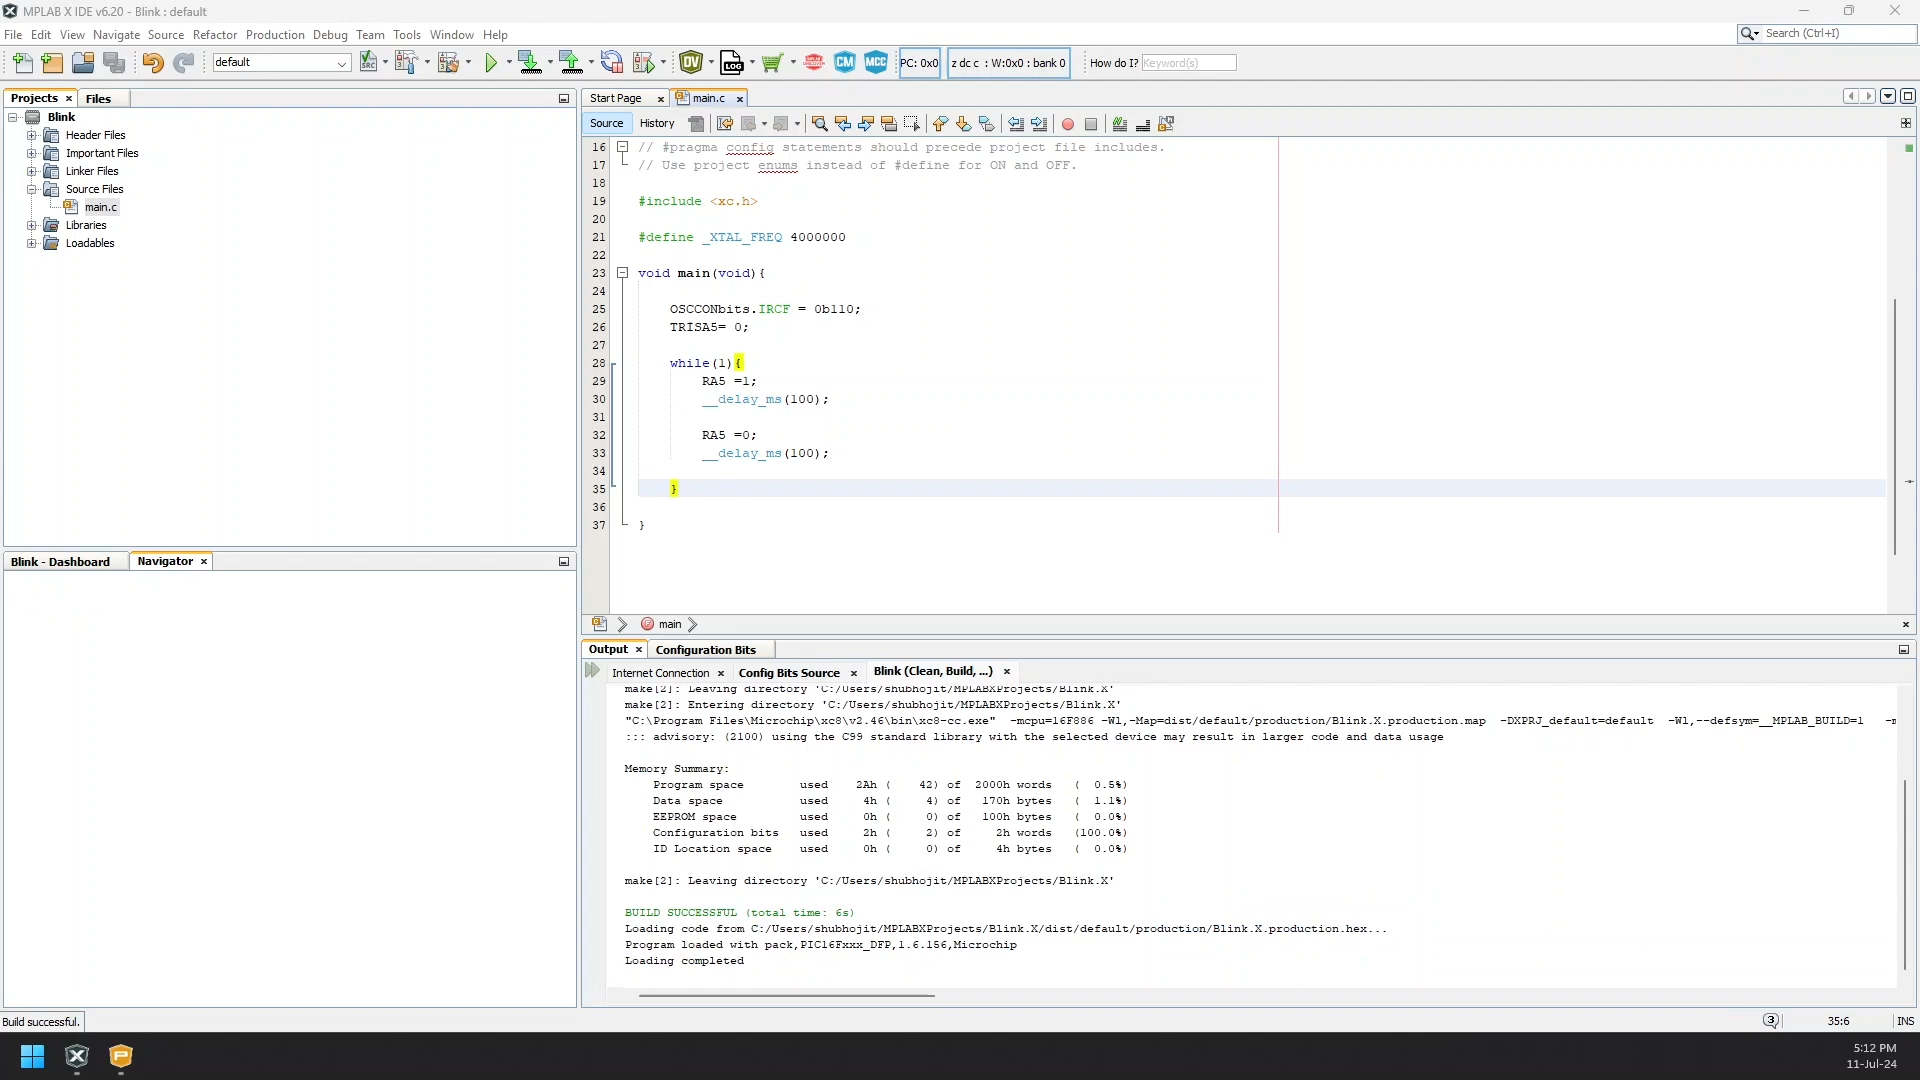 MPLAB X IDE v6.20 - Blink : default
File Edit View Navigate Source Refactor Production Debug Team Tools Window Help
Search (Ctrl+I)
default
SRC
DV
LOG
CM
MCC
PC: 0x0
z dc c : W:0x0 : bank 0
How do I?
Keyword(s)
Projects
Files
Blink
Header Files
Important Files
Linker Files
Source Files
main.c
Libraries
Loadables
Blink - Dashboard
Navigator
Start Page
main.c
Source
History
16 // #pragma config statements should precede project file includes.
17 // Use project enums instead of #define for ON and OFF.
18
19 #include <xc.h>
20
21 #define _XTAL_FREQ 4000000
22
23 void main(void){
24
25 OSCCONbits.IRCF = 0b110;
26 TRISA5= 0;
27
28 while(1){
29 RA5 =1;
30 __delay_ms(100);
31
32 RA5 =0;
33 __delay_ms(100);
34
35 }
36
37 }
main
Output
Configuration Bits
Internet Connection
Config Bits Source
Blink (Clean, Build, ...)
make[2]: Leaving directory 'C:/Users/shubhojit/MPLABXProjects/Blink.X'
make[2]: Entering directory 'C:/Users/shubhojit/MPLABXProjects/Blink.X'
"C:\Program Files\Microchip\xc8\v2.46\bin\xc8-cc.exe" -mcpu=16F886 -Wl,-Map=dist/default/production/Blink.X.production.map -DXPRJ_default=default -Wl,--defsym=__MPLAB_BUILD=1
::: advisory: (2100) using the C99 standard library with the selected device may result in larger code and data usage
Memory Summary:
Program space used 2Ah ( 42) of 2000h words ( 0.5%)
Data space used 4h ( 4) of 170h bytes ( 1.1%)
EEPROM space used 0h ( 0) of 100h bytes ( 0.0%)
Configuration bits used 2h ( 2) of 2h words (100.0%)
ID Location space used 0h ( 0) of 4h bytes ( 0.0%)
make[2]: Leaving directory 'C:/Users/shubhojit/MPLABXProjects/Blink.X'
BUILD SUCCESSFUL (total time: 6s)
Loading code from C:/Users/shubhojit/MPLABXProjects/Blink.X/dist/default/production/Blink.X.production.hex...
Program loaded with pack,PIC16Fxxx_DFP,1.6.156,Microchip
Loading completed
Build successful.
3
35:6
INS
5:12 PM
11-Jul-24